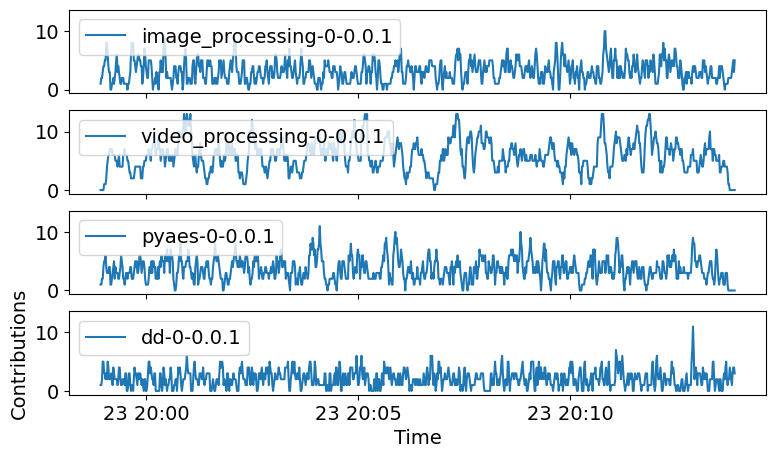 10
0
image_processing-0-0.0.1
10
0
video_processing-0-0.0.1
10
0
pyaes-0-0.0.1
10
0
dd-0-0.0.1
Contributions
23 20:00 23 20:05 23 20:10
Time